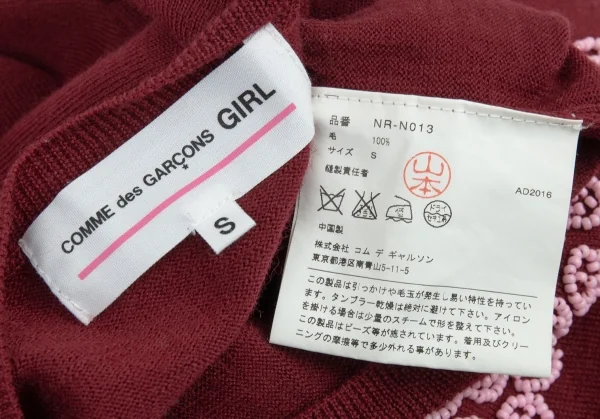 COMME des GARÇONS GIRL
S
品番 NR-N013
毛 100%
サイズ S
縫製責任者
山本
AD2016
中国製
株式会社 コム デ ギャルソン
東京都港区南青山5-11-5
この製品は引っかけや毛玉が発生し易い特性を持ってい
ます。タンブラー乾燥は絶対に避けて下さい。アイロン
を掛ける場合は少量のスチームで形を整えて下さい。
この製品はビーズ等が施されています。着用及びクリー
ニングの摩擦等で多少外れる事があります。